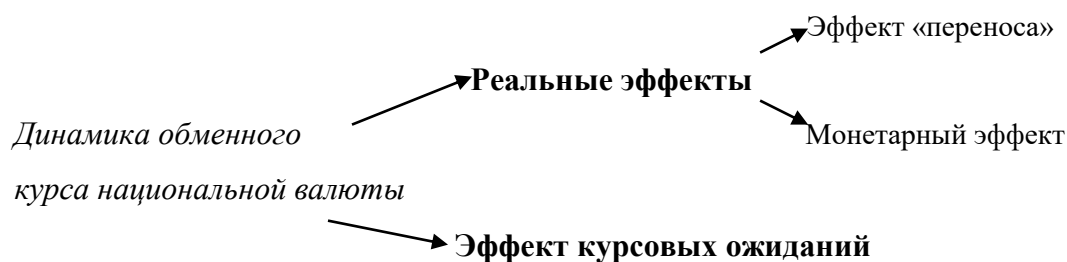 Эффект «переноса»
Реальные эффекты
Монетарный эффект
Динамика обменного
курса национальной валюты
Эффект курсовых ожиданий